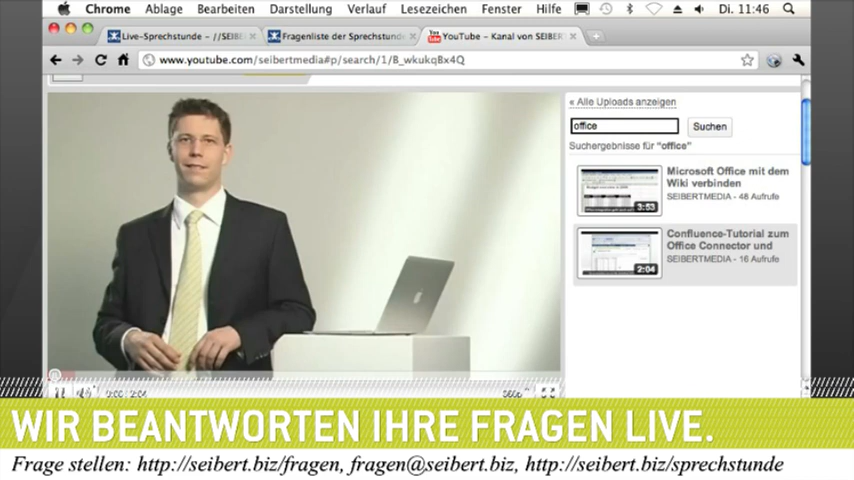 Chrome Ablage Bearbeiten Darstellung Verlauf Lesezeichen Fenster Hilfe Di. 11:46
Live-Sprechstunde - //SEIBE Fragenliste der Sprechstunde YouTube - Kanal von SEIBERT
www.youtube.com/seibertmedia#p/search/1/B_wkukqBx4Q
« Alle Uploads anzeigen
office Suchen
Suchergebnisse für "office"
Microsoft Office mit dem
Wiki verbinden
SEIBERTMEDIA - 48 Aufrufe
3:53
Confluence-Tutorial zum
Office Connector und
SEIBERTMEDIA - 16 Aufrufe
2:04
WIR BEANTWORTEN IHRE FRAGEN LIVE.
Frage stellen: http://seibert.biz/fragen, fragen@seibert.biz, http://seibert.biz/sprechstunde